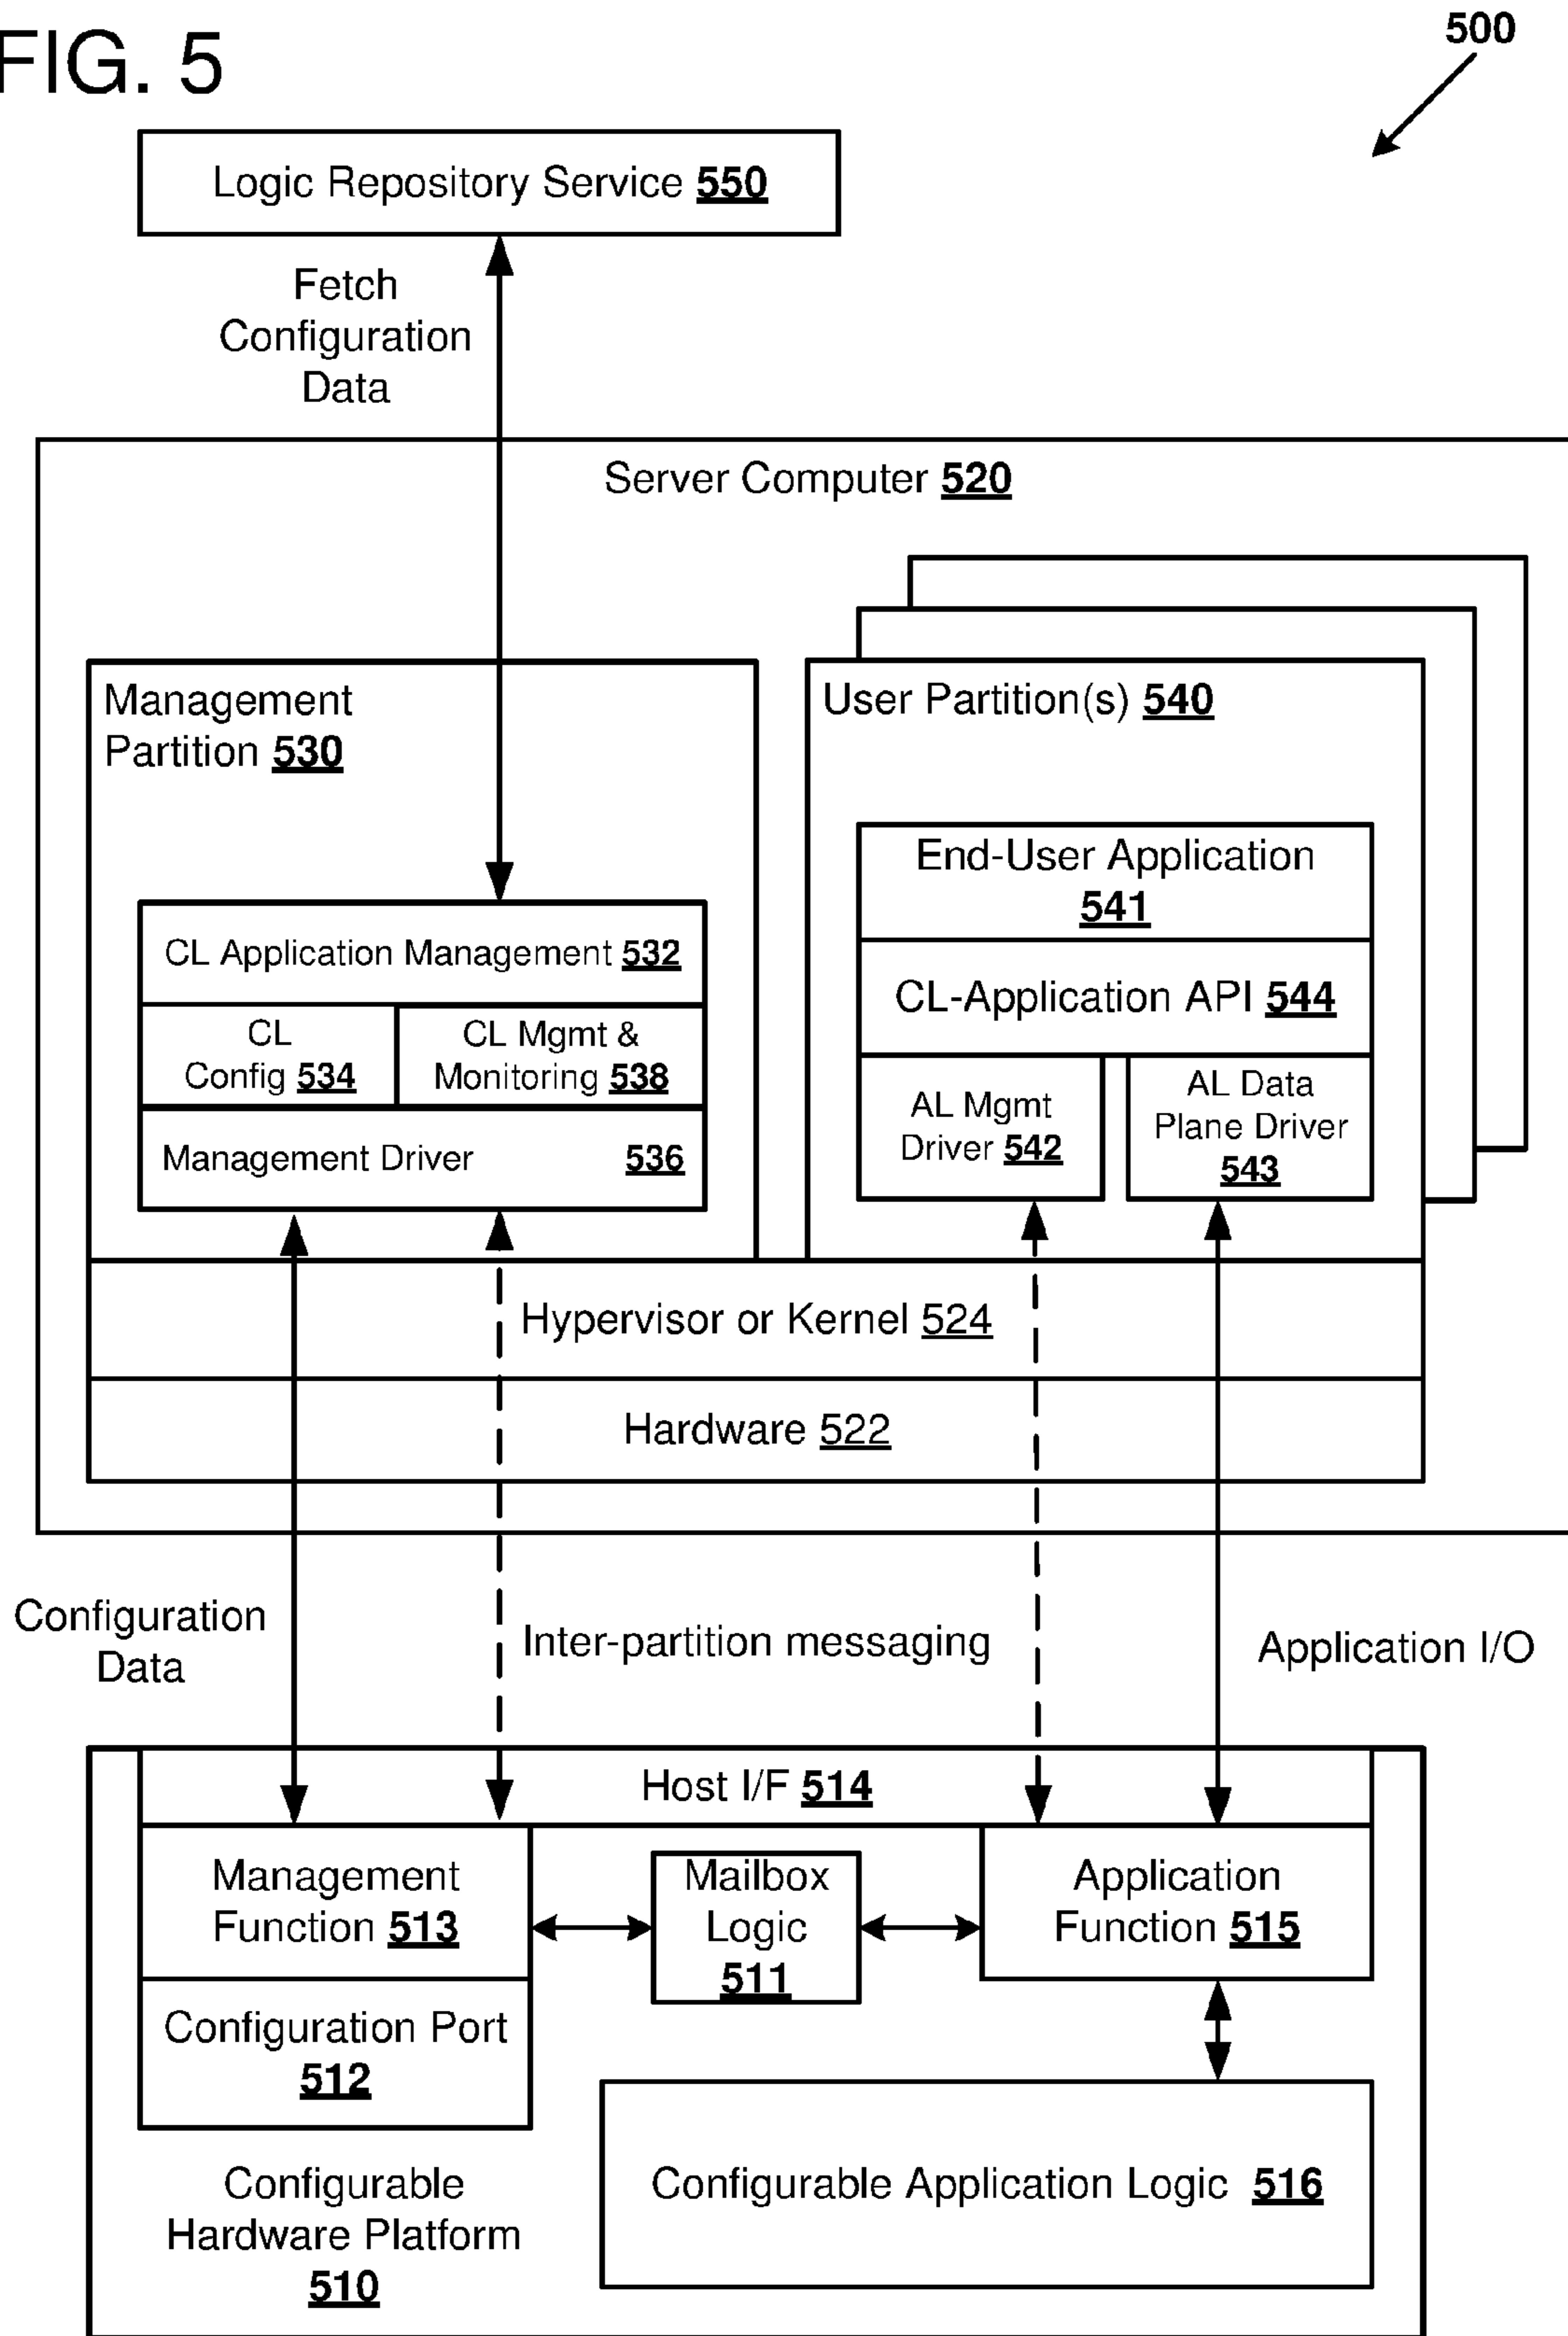 FIG. 5
500
Logic Repository Service 550
Fetch
Configuration
Data
Server Computer 520
Management
Partition 530
User Partition(s) 540
End-User Application
541
CL Application Management 532
CL-Application API 544
CL
Config 534
CL Mgmt &
Monitoring 538
AL Mgmt
Driver 542
AL Data
Plane Driver
543
Management Driver 536
Hypervisor or Kernel 524
Hardware 522
Configuration
Data
Inter-partition messaging
Application I/O
Host I/F 514
Management
Function 513
Mailbox
Logic
511
Application
Function 515
Configuration Port
512
Configurable
Hardware Platform
510
Configurable Application Logic 516